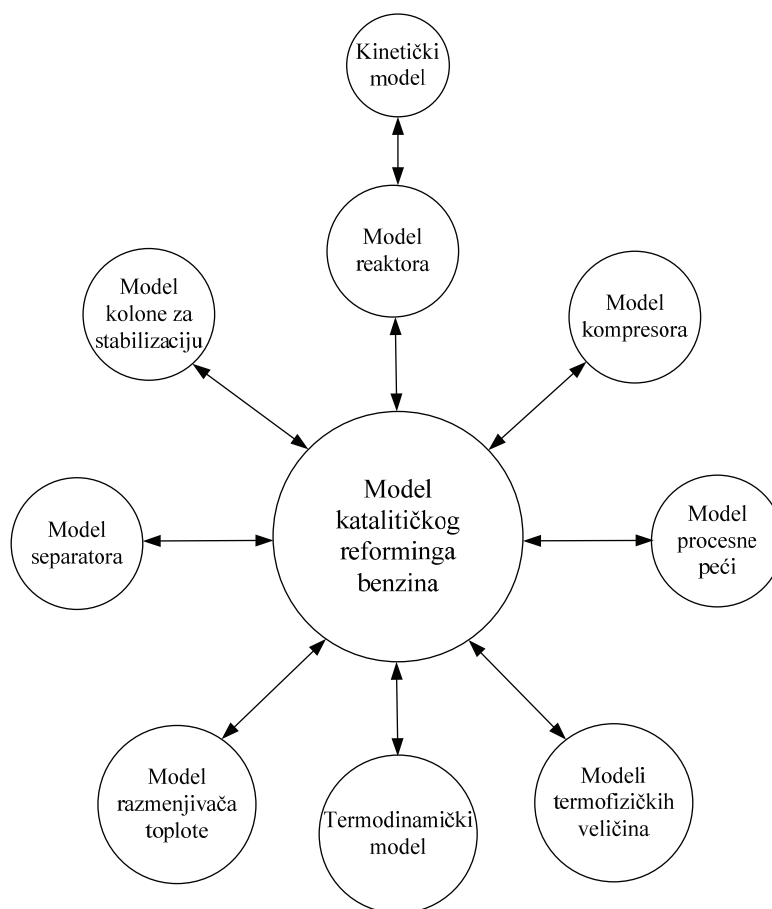 Kinetički
model
Model
reaktora
Model
kolone za
stabilizaciju
Model
kompresora
Model
katalitičkog
reforminga
benzina
Model
separatora
Model
procesne
peći
Model
razmenjivača
toplote
Termodinamički
model
Modeli
termofizičkih
veličina